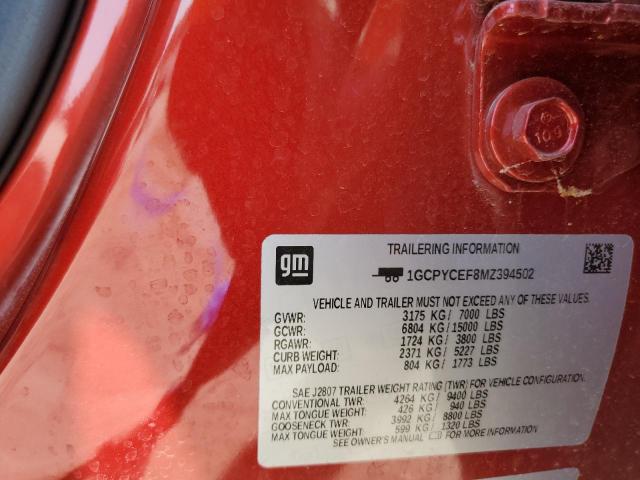 109
gm
TRAILERING INFORMATION
1GCPYCEF8MZ394502
VEHICLE AND TRAILER MUST NOT EXCEED ANY OF THESE VALUES.
GVWR: 3175 KG / 7000 LBS
GCWR: 6804 KG / 15000 LBS
RGAWR: 1724 KG / 3800 LBS
CURB WEIGHT: 2371 KG / 5227 LBS
MAX PAYLOAD: 804 KG / 1773 LBS
SAE J2807 TRAILER WEIGHT RATING (TWR) FOR VEHICLE CONFIGURATION.
CONVENTIONAL TWR: 4264 KG / 9400 LBS
MAX TONGUE WEIGHT: 426 KG / 940 LBS
GOOSENECK TWR: 3992 KG / 8800 LBS
MAX TONGUE WEIGHT: 599 KG / 1320 LBS
SEE OWNER'S MANUAL FOR MORE INFORMATION.